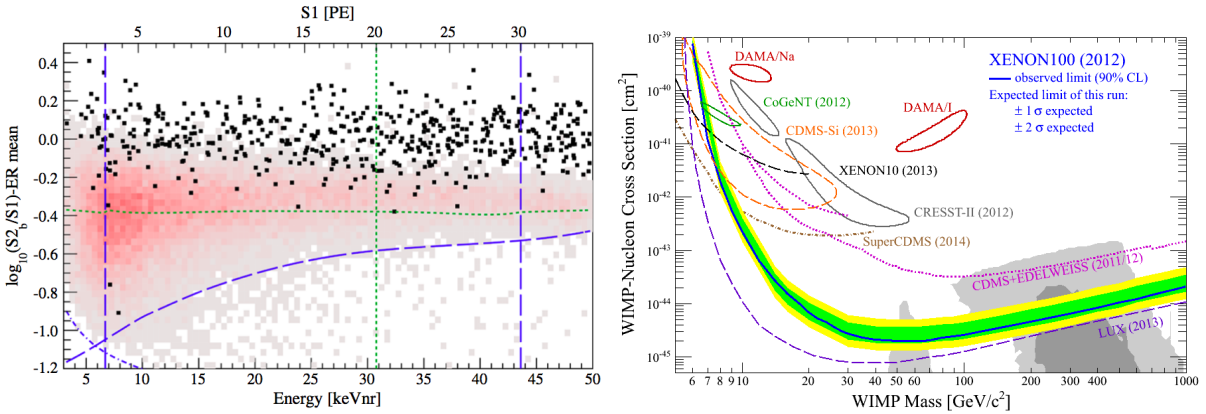 S1 [PE]
5 10 15 20 25 30
log10(S2b/S1)-ER mean
0.4
0.2
0.0
-0.2
-0.4
-0.6
-0.8
-1.0
-1.2
5 10 15 20 25 30 35 40 45 50
Energy [keVnr]
WIMP-Nucleon Cross Section [cm2]
10-39
10-40
10-41
10-42
10-43
10-44
10-45
DAMA/Na
CoGeNT (2012)
CDMS-Si (2013)
DAMA/I
XENON10 (2013)
CRESST-II (2012)
SuperCDMS (2014)
CDMS+EDELWEISS (2011/12)
LUX (2013)
XENON100 (2012)
observed limit (90% CL)
Expected limit of this run:
± 1 σ expected
± 2 σ expected
6 7 8 9 10 20 30 40 50 60 100 200 300 400 1000
WIMP Mass [GeV/c2]